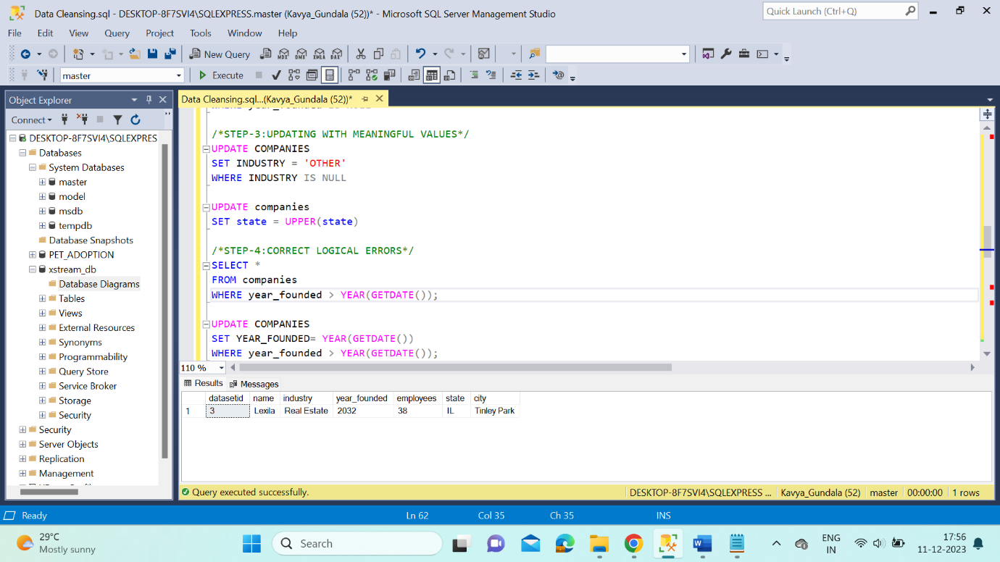 Data Cleansing.sql - DESKTOP-8F7SVI4\SQLEXPRESS.master (Kavya_Gundala (52))* - Microsoft SQL Server Management Studio
Quick Launch (Ctrl+Q)
File Edit View Query Project Tools Window Help
New Query
MDX DMX XMLA DAX
master
Execute
Object Explorer
Data Cleansing.sql...(Kavya_Gundala (52))*
Connect
DESKTOP-8F7SVI4\SQLEXPRES
Databases
System Databases
master
model
msdb
tempdb
Database Snapshots
PET_ADOPTION
xstream_db
Database Diagrams
Tables
Views
External Resources
Synonyms
Programmability
Query Store
Service Broker
Storage
Security
Security
Server Objects
Replication
Management
WHERE year_founded IS NULL
/*STEP-3:UPDATING WITH MEANINGFUL VALUES*/
UPDATE COMPANIES
SET INDUSTRY = 'OTHER'
WHERE INDUSTRY IS NULL
UPDATE companies
SET state = UPPER(state)
/*STEP-4:CORRECT LOGICAL ERRORS*/
SELECT *
FROM companies
WHERE year_founded > YEAR(GETDATE());
UPDATE COMPANIES
SET YEAR_FOUNDED= YEAR(GETDATE())
WHERE year_founded > YEAR(GETDATE());
110 %
Results Messages
datasetid name industry year_founded employees state city
1 3 Lexila Real Estate 2032 38 IL Tinley Park
Query executed successfully.
DESKTOP-8F7SVI4\SQLEXPRESS ... Kavya_Gundala (52) master 00:00:00 1 rows
Ready Ln 62 Col 35 Ch 35 INS
29°C
Mostly sunny
Search
ENG
IN
17:56
11-12-2023